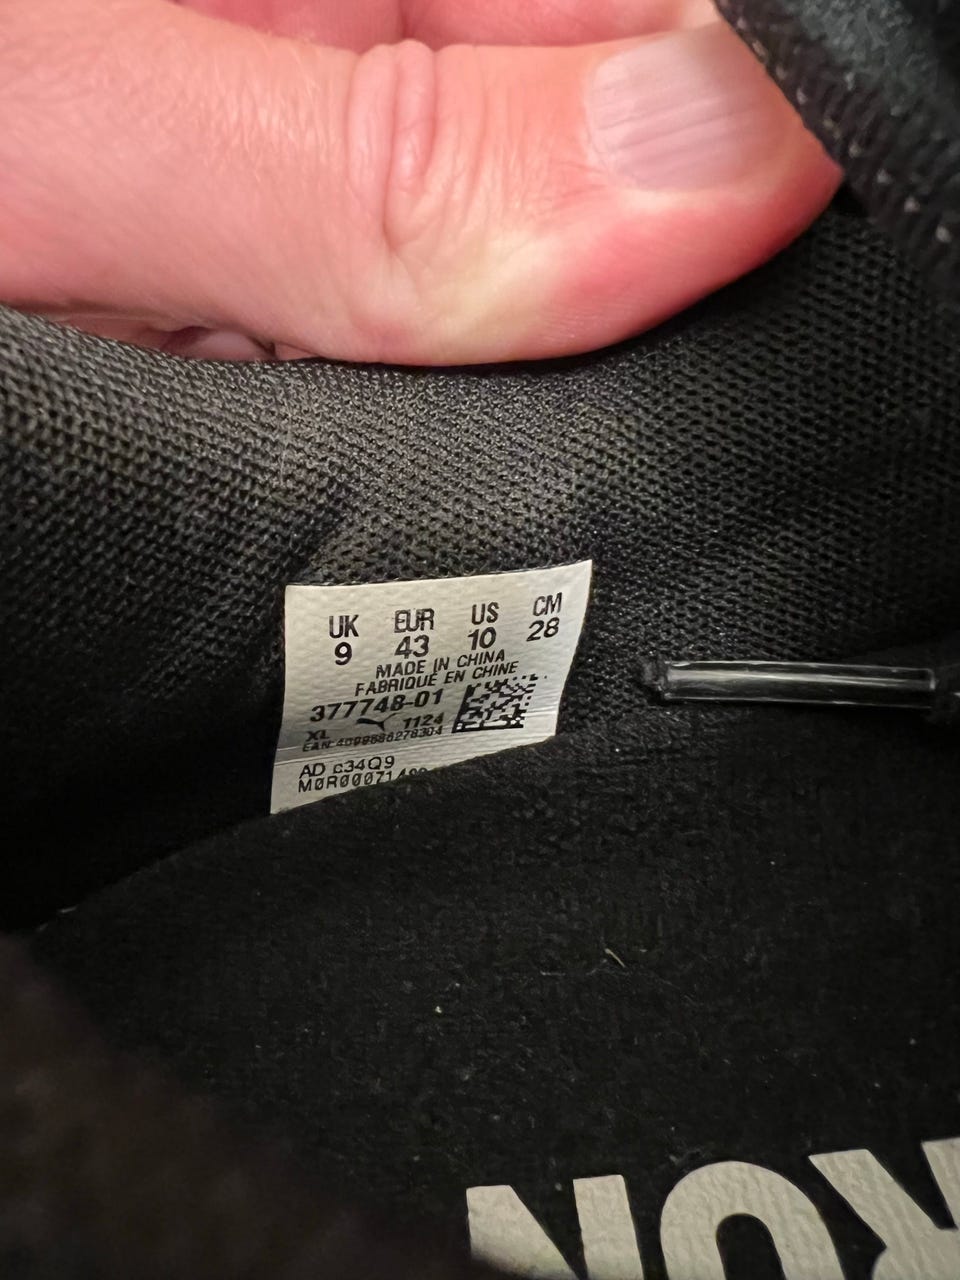 UK EUR US CM
9 43 10 28
MADE IN CHINA
FABRIQUÉ EN CHINE
377748-01
XL 1124
AD c34Q9